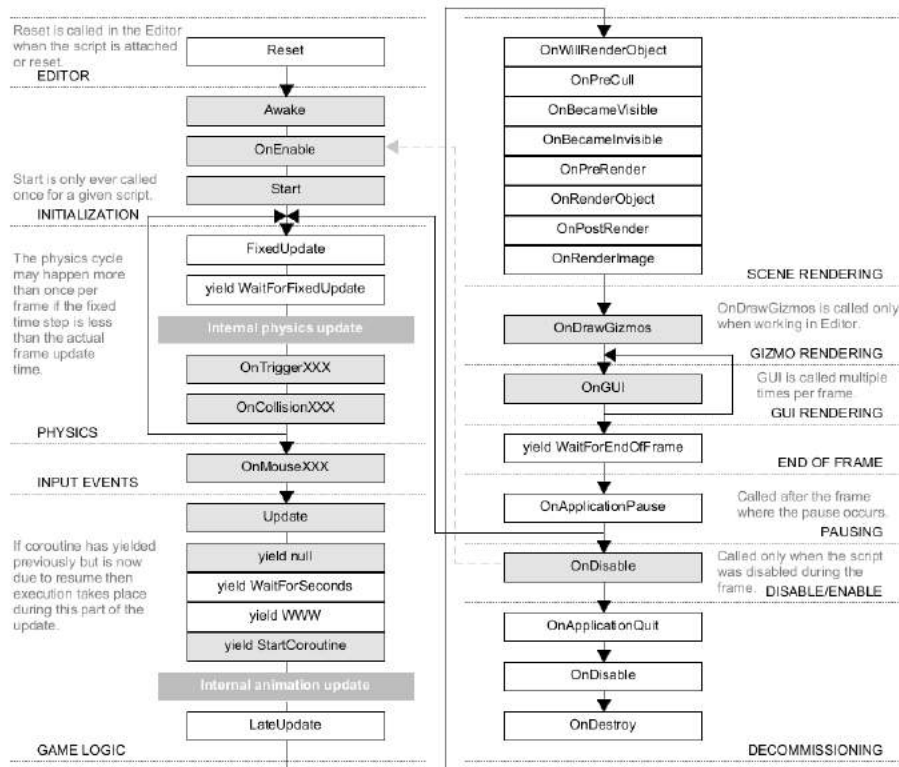 Reset is called in the Editor
when the script is attached
or reset.
EDITOR
Reset
Awake
OnEnable
Start
Start is only ever called
once for a given script.
INITIALIZATION
FixedUpdate
yield WaitForFixedUpdate
Internal physics update
OnTriggerXXX
OnCollisionXXX
The physics cycle
may happen more
than once per
frame if the fixed
time step is less
than the actual
frame update
time.
PHYSICS
OnMouseXXX
INPUT EVENTS
Update
yield null
yield WaitForSeconds
yield WWW
yield StartCoroutine
If coroutine has yielded
previously but is now
due to resume then
execution takes place
during this part of the
update.
Internal animation update
LateUpdate
GAME LOGIC
OnWillRenderObject
OnPreCull
OnBecameVisible
OnBecameInvisible
OnPreRender
OnRenderObject
OnPostRender
OnRenderImage
SCENE RENDERING
OnDrawGizmos
OnDrawGizmos is called only
when working in Editor.
GIZMO RENDERING
OnGUI
GUI is called multiple
times per frame.
GUI RENDERING
yield WaitForEndOfFrame
END OF FRAME
OnApplicationPause
Called after the frame
where the pause occurs.
PAUSING
OnDisable
Called only when the script
was disabled during the
frame.
DISABLE/ENABLE
OnApplicationQuit
OnDisable
OnDestroy
DECOMMISSIONING